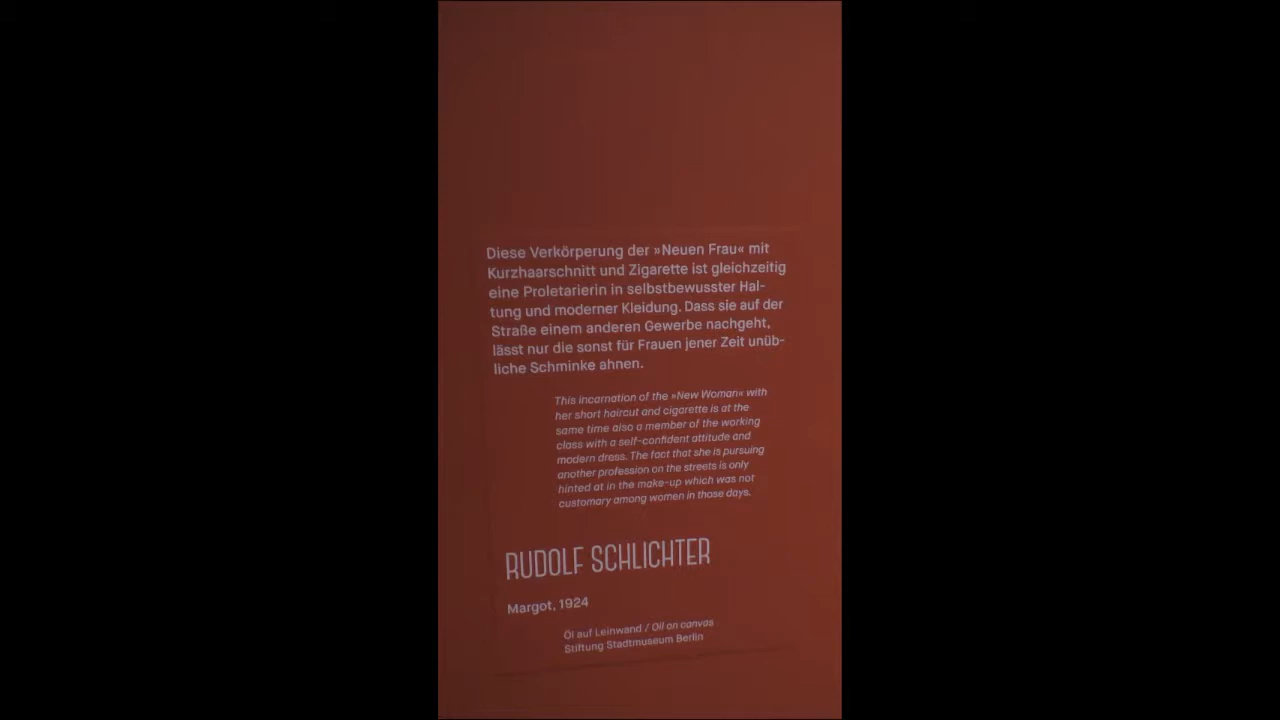 Diese Verkörperung der »Neuen Frau« mit
Kurzhaarschnitt und Zigarette ist gleichzeitig
eine Proletarierin in selbstbewusster Hal-
tung und moderner Kleidung. Dass sie auf der
Straße einem anderen Gewerbe nachgeht,
lässt nur die sonst für Frauen jener Zeit unüb-
liche Schminke ahnen.
This incarnation of the »New Woman« with
her short haircut and cigarette is at the
same time also a member of the working
class with a self-confident attitude and
modern dress. The fact that she is pursuing
another profession on the streets is only
hinted at in the make-up which was not
customary among women in those days.
RUDOLF SCHLICHTER
Margot, 1924
Öl auf Leinwand / Oil on canvas
Stiftung Stadtmuseum Berlin